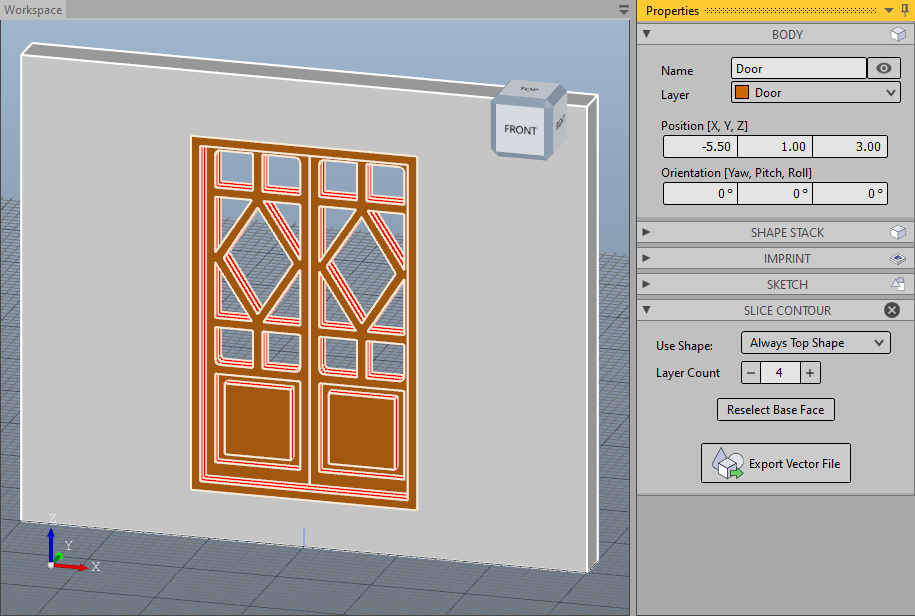 Workspace
TOP
FRONT
RIGHT
Z
Y
X
Properties
BODY
Name
Door
Layer
Door
Position [X, Y, Z]
-5.50 1.00 3.00
Orientation [Yaw, Pitch, Roll]
0° 0° 0°
SHAPE STACK
IMPRINT
SKETCH
SLICE CONTOUR
Use Shape: Always Top Shape
Layer Count − 4 +
Reselect Base Face
Export Vector File